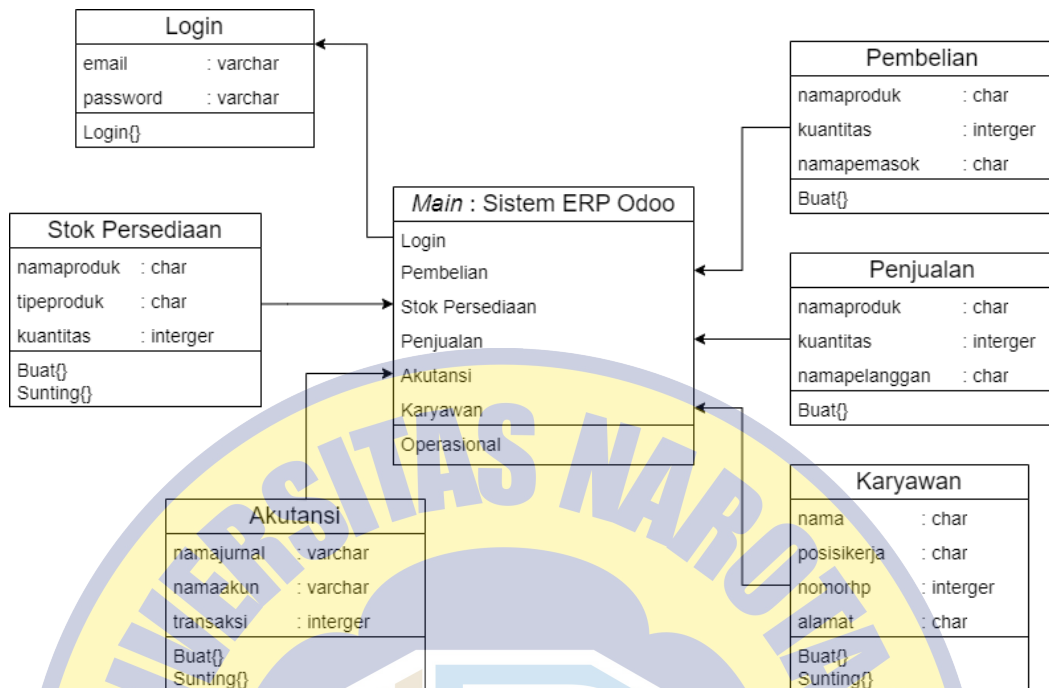 Login
email : varchar
password : varchar
Login{}
Pembelian
namaproduk : char
kuantitas : interger
namapemasok : char
Buat{}
Main : Sistem ERP Odoo
Login
Pembelian
Stok Persediaan
Penjualan
Akutansi
Karyawan
Operasional
Stok Persediaan
namaproduk : char
tipeproduk : char
kuantitas : interger
Buat{}
Sunting{}
Penjualan
namaproduk : char
kuantitas : interger
namapelanggan : char
Buat{}
Akutansi
namajurnal : varchar
namaakun : varchar
transaksi : interger
Buat{}
Sunting{}
Karyawan
nama : char
posisikerja : char
nomorhp : interger
alamat : char
Buat{}
Sunting{}
VERSITAS NAROTA